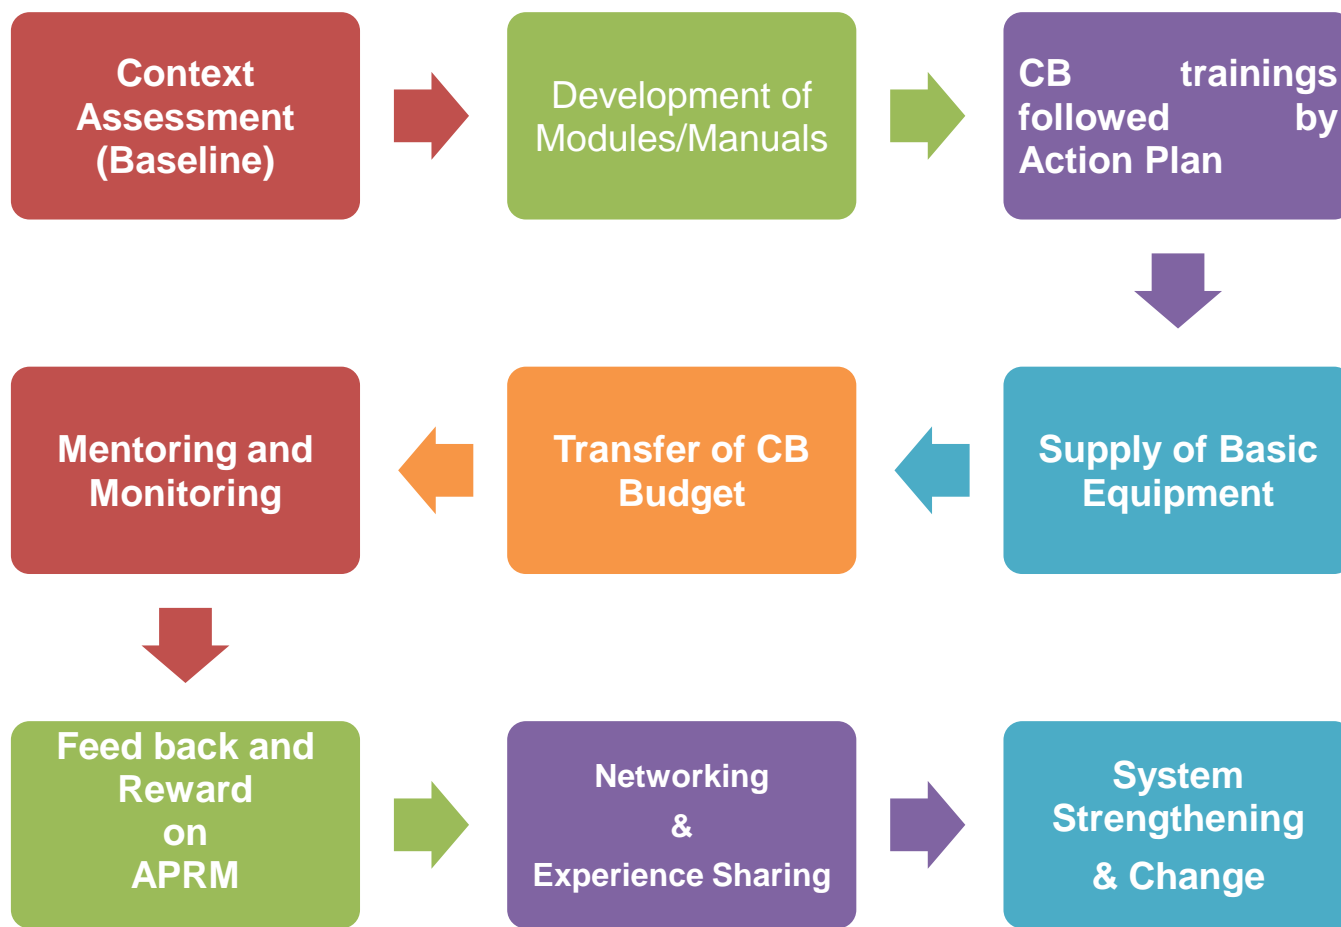 Context
Assessment
(Baseline)
Development of
Modules/Manuals
CB trainings
followed by
Action Plan
Mentoring and
Monitoring
Transfer of CB
Budget
Supply of Basic
Equipment
Feed back and
Reward
on
APRM
Networking
&
Experience Sharing
System
Strengthening
& Change